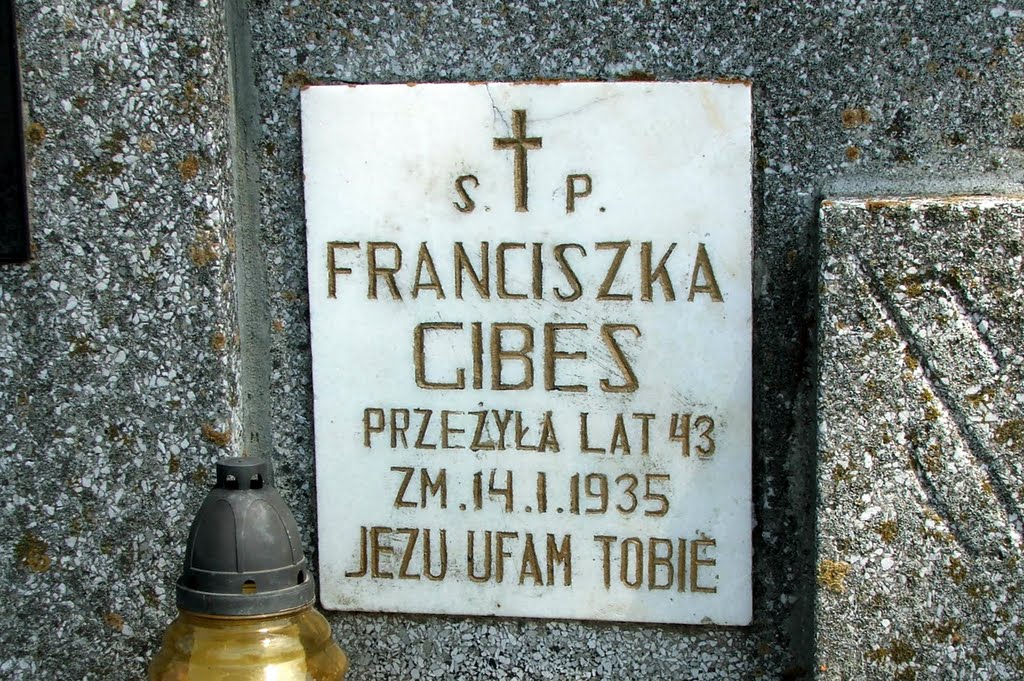 S. P.
FRANCISZKA
CIBES
PRZEŻYŁA LAT 43
ZM. 14. I. 1935
JEZU UFAM TOBIE